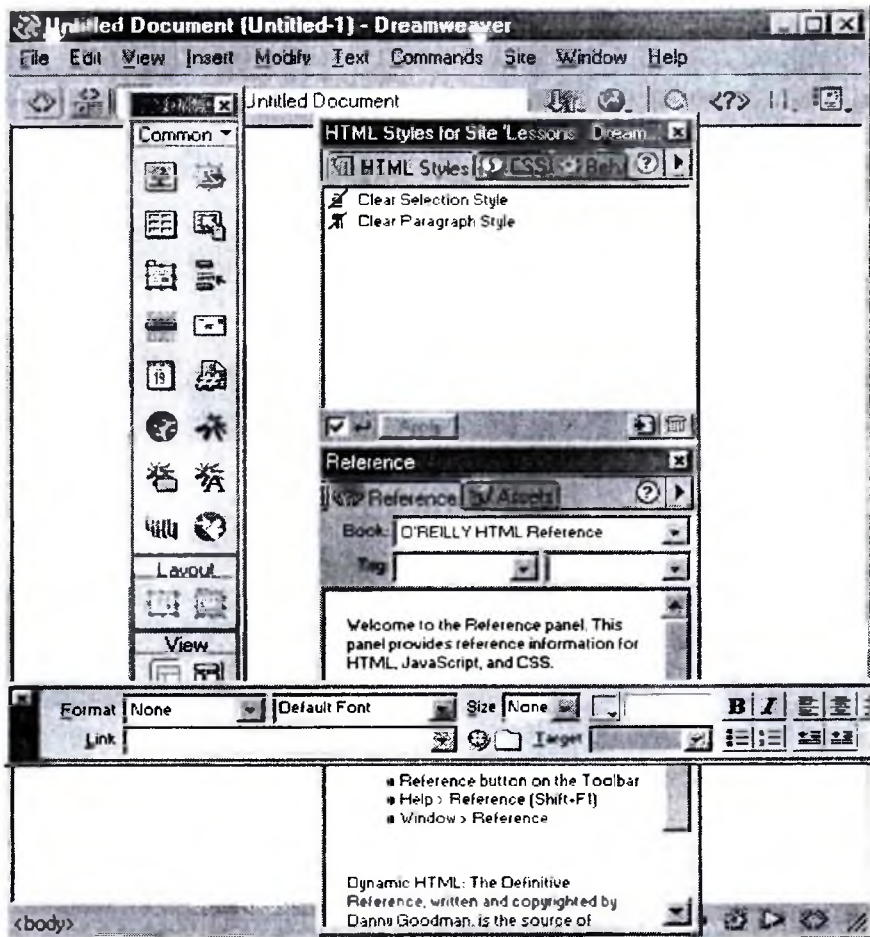 Untitled Document (Untitled-1) - Dreamweaver
File Edit View Insert Modify Text Commands Site Window Help
<?>
Untitled Document
Common
19
Layout
View
HTML Styles for Site 'Lessons Dream...
HTML Styles CSS Beh
Clear Selection Style
Clear Paragraph Style
Apply
Reference
Reference Assets
Book: O'REILLY HTML Reference
Tag
Welcome to the Reference panel. This
panel provides reference information for
HTML, JavaScript, and CSS.
Format None Default Font Size None B I
Link Target
Reference button on the Toolbar
Help > Reference (Shift+F1)
Window > Reference
Dynamic HTML: The Definitive
Reference, written and copyrighted by
Danny Goodman, is the source of
<body>